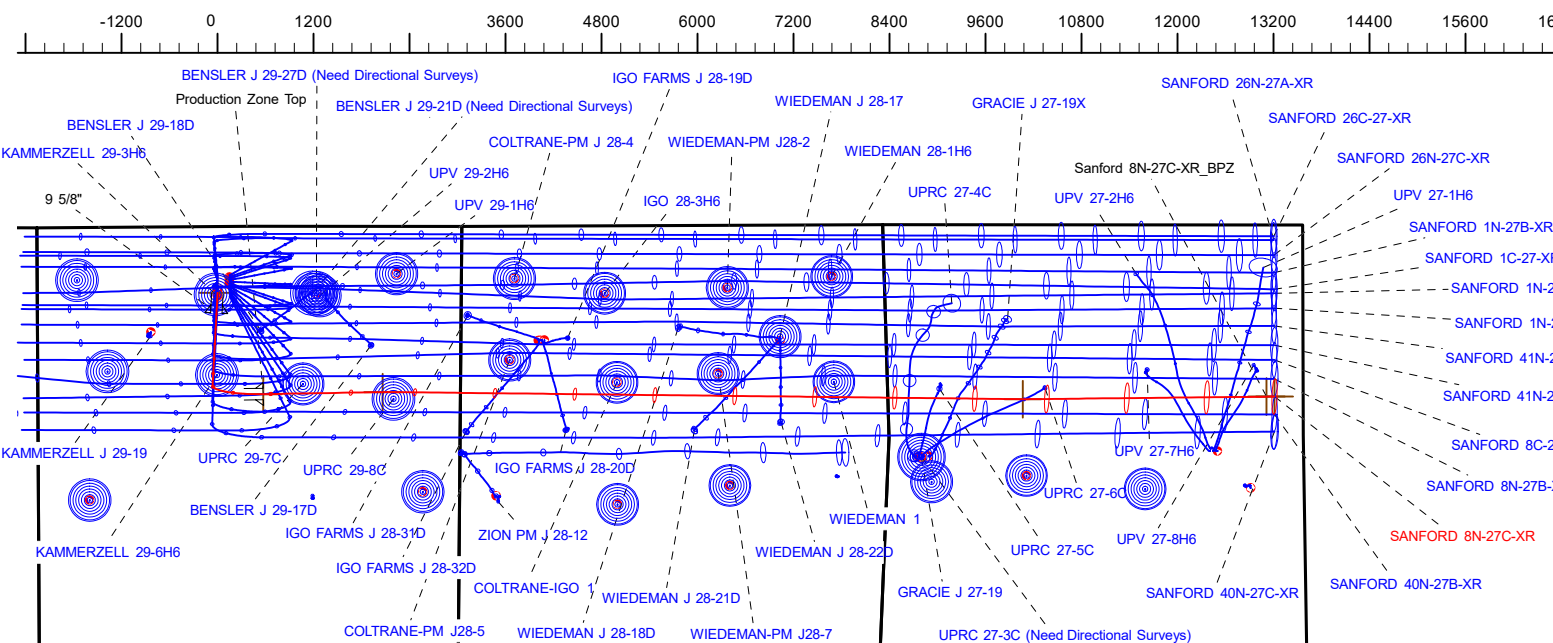 -1200 0 1200 3600 4800 6000 7200 8400 9600 10800 12000 13200 14400 15600
BENSLER J 29-27D (Need Directional Surveys)
IGO FARMS J 28-19D
SANFORD 26N-27A-XR
Production Zone Top
BENSLER J 29-21D (Need Directional Surveys)
WIEDEMAN J 28-17
GRACIE J 27-19X
SANFORD 26C-27-XR
BENSLER J 29-18D
COLTRANE-PM J 28-4
WIEDEMAN-PM J28-2
KAMMERZELL 29-3H6
WIEDEMAN 28-1H6
SANFORD 26N-27C-XR
UPV 29-2H6
Sanford 8N-27C-XR_BPZ
9 5/8"
UPV 29-1H6
IGO 28-3H6
UPRC 27-4C
UPV 27-2H6
UPV 27-1H6
SANFORD 1N-27B-XR
SANFORD 1C-27-XR
SANFORD 1N-2
SANFORD 1N-2
SANFORD 41N-2
SANFORD 41N-2
SANFORD 8C-2
KAMMERZELL J 29-19
UPRC 29-7C
UPRC 29-8C
IGO FARMS J 28-20D
UPV 27-7H6
SANFORD 8N-27B-
UPRC 27-6C
BENSLER J 29-17D
IGO FARMS J 28-31D
ZION PM J 28-12
WIEDEMAN 1
UPV 27-8H6
SANFORD 8N-27C-XR
KAMMERZELL 29-6H6
WIEDEMAN J 28-22D
UPRC 27-5C
IGO FARMS J 28-32D
COLTRANE-IGO 1
WIEDEMAN J 28-21D
GRACIE J 27-19
SANFORD 40N-27C-XR
SANFORD 40N-27B-XR
COLTRANE-PM J28-5
WIEDEMAN J 28-18D
WIEDEMAN-PM J28-7
UPRC 27-3C (Need Directional Surveys)